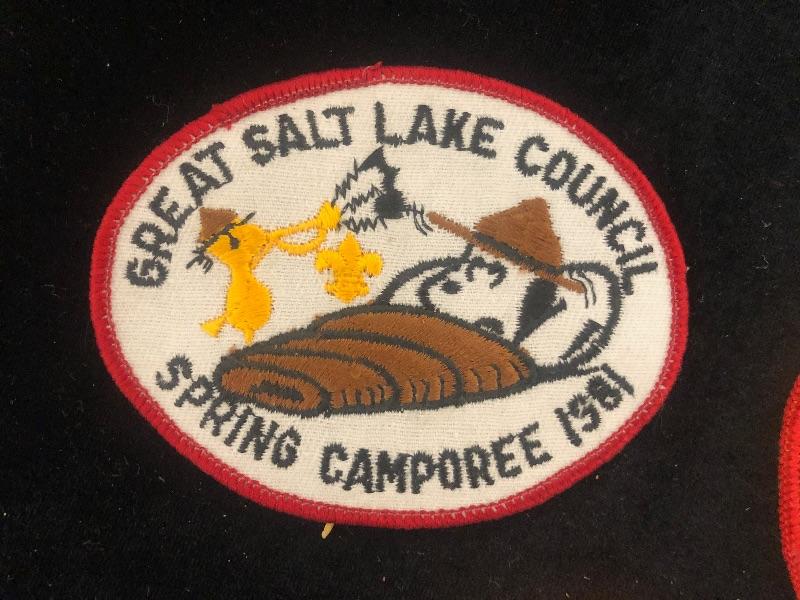 GREAT SALT LAKE COUNCIL
SPRING CAMPOREE 1981